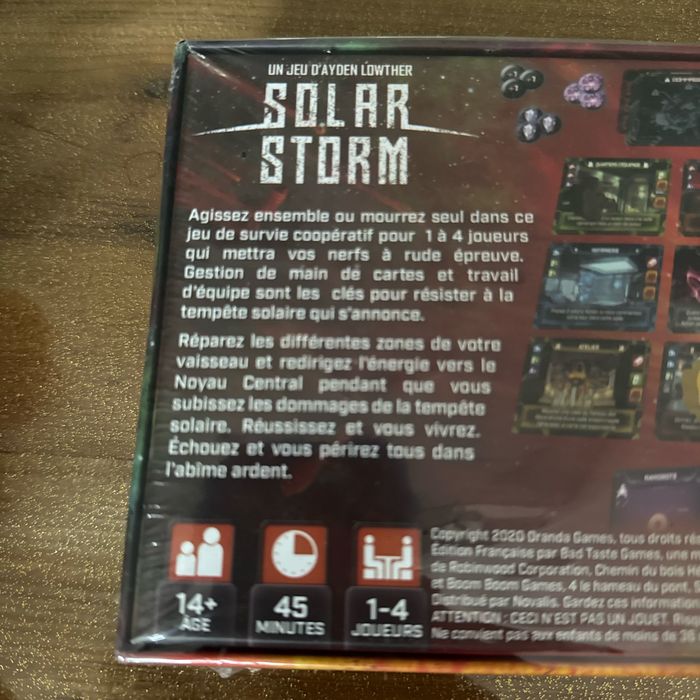 UN JEU D'AYDEN LOWTHER
SOLAR
STORM
Agissez ensemble ou mourrez seul dans ce
jeu de survie coopératif pour 1 à 4 joueurs
qui mettra vos nerfs à rude épreuve.
Gestion de main de cartes et travail
d'équipe sont les clés pour résister à la
tempête solaire qui s'annonce.
Réparez les différentes zones de votre
vaisseau et redirigez l'énergie vers le
Noyau Central pendant que vous
subissez les dommages de la tempête
solaire. Réussissez et vous vivrez.
Échouez et vous périrez tous dans
l'abîme ardent.
14+
ÂGE
45
MINUTES
1-4
JOUEURS
Copyright 2020 Dranda Games, tous droits
Édition Française par Bad Taste Games, une
de Robinwood Corporation, Chemin du bois
et Boom Boom Games, 4 le hameau du pont,
Distribué par Novalis. Gardez ces
ATTENTION : CECI N'EST PAS UN JOUET.
Ne convient pas aux enfants de moins de
ATELIER